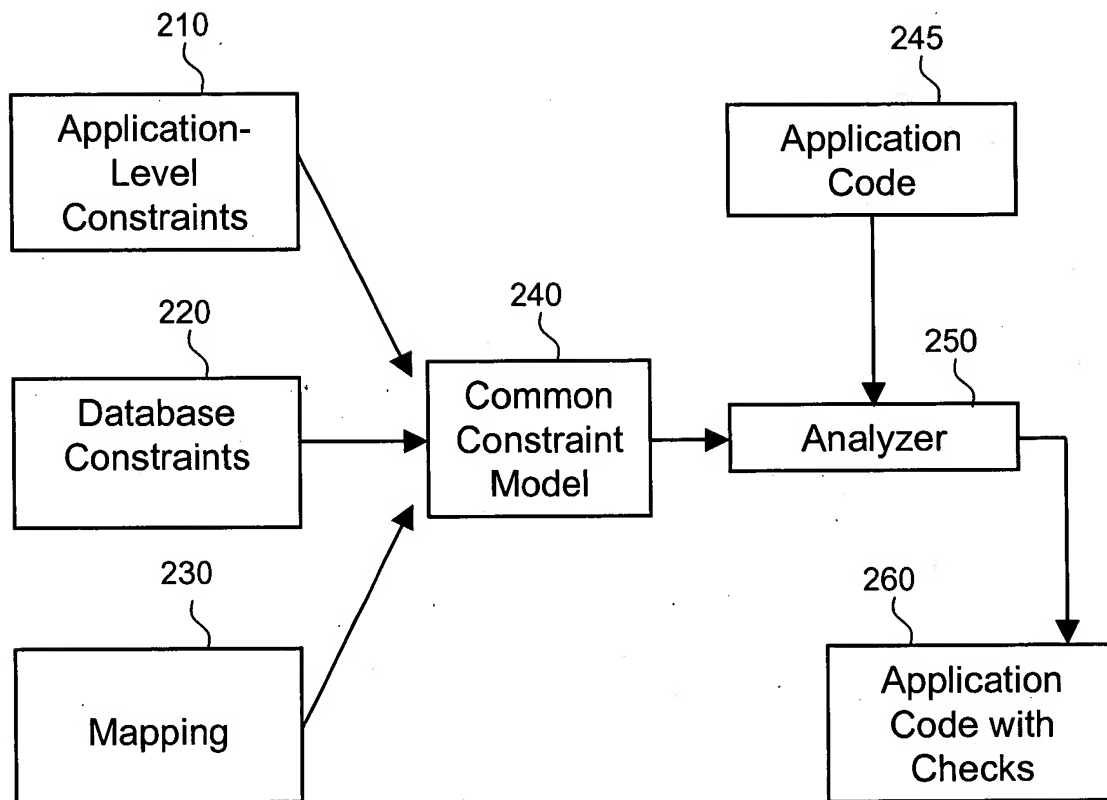 210
Application-
Level
Constraints
220
Database
Constraints
230
Mapping
240
Common
Constraint
Model
245
Application
Code
250
Analyzer
260
Application
Code with
Checks